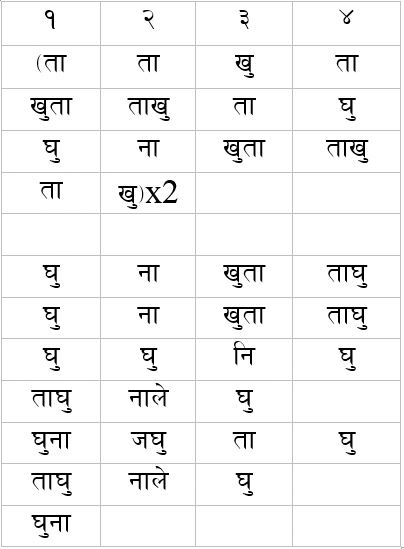 १ २ ३ ४
(ता ता खु ता
खुता ताखु ता घु
घु ना खुता ताखु
ता खु)x2
घु ना खुता ताघु
घु ना खुता ताघु
घु घु नि घु
ताघु नाले घु
घुना जघु ता घु
ताघु नाले घु
घुना